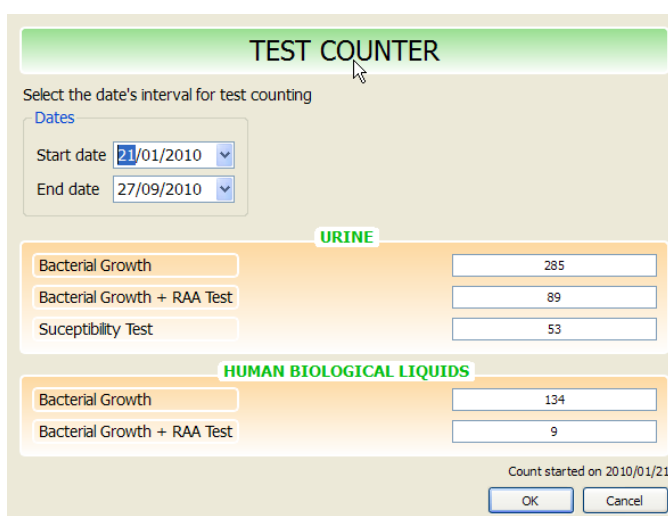 TEST COUNTER
Select the date's interval for test counting
Dates
Start date 21/01/2010
End date 27/09/2010
URINE
Bacterial Growth 285
Bacterial Growth + RAA Test 89
Suceptibility Test 53
HUMAN BIOLOGICAL LIQUIDS
Bacterial Growth 134
Bacterial Growth + RAA Test 9
Count started on 2010/01/21
OK Cancel